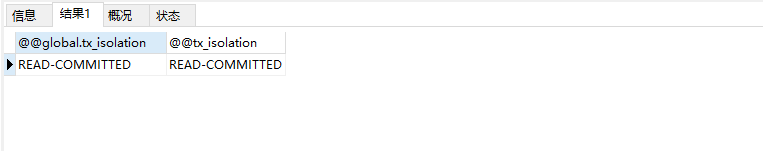 信息 结果1 概况 状态
@@global.tx_isolation @@tx_isolation
READ-COMMITTED READ-COMMITTED